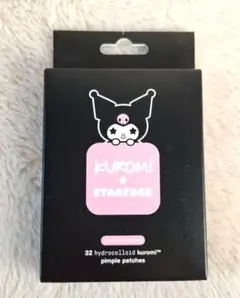 KUROMi
STARFACE
32 hydrocolloid kuromi™
pimple patches